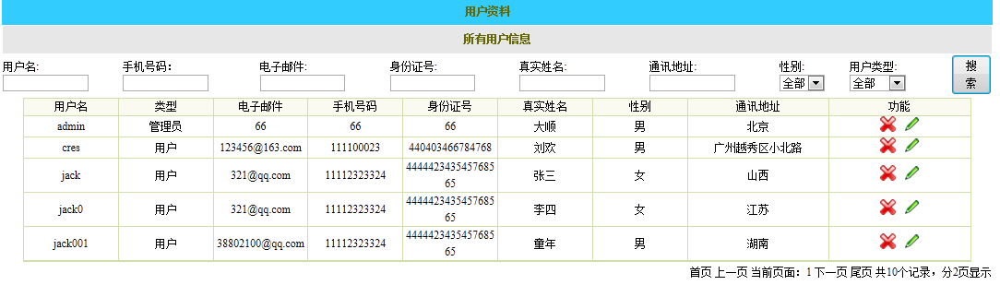 用户资料
所有用户信息
用户名: 手机号码： 电子邮件: 身份证号: 真实姓名: 通讯地址: 性别: 用户类型:
全部 全部 搜索
用户名 类型 电子邮件 手机号码 身份证号 真实姓名 性别 通讯地址 功能
admin 管理员 66 66 66 大顺 男 北京
cres 用户 123456@163.com 111100023 440403466784768 刘欢 男 广州越秀区小北路
jack 用户 321@qq.com 11112323324 444442343545768565 张三 女 山西
jack0 用户 321@qq.com 11112323324 444442343545768565 李四 女 江苏
jack001 用户 38802100@qq.com 11112323324 444442343545768565 童年 男 湖南
首页 上一页 当前页面：1 下一页 尾页 共10个记录，分2页显示